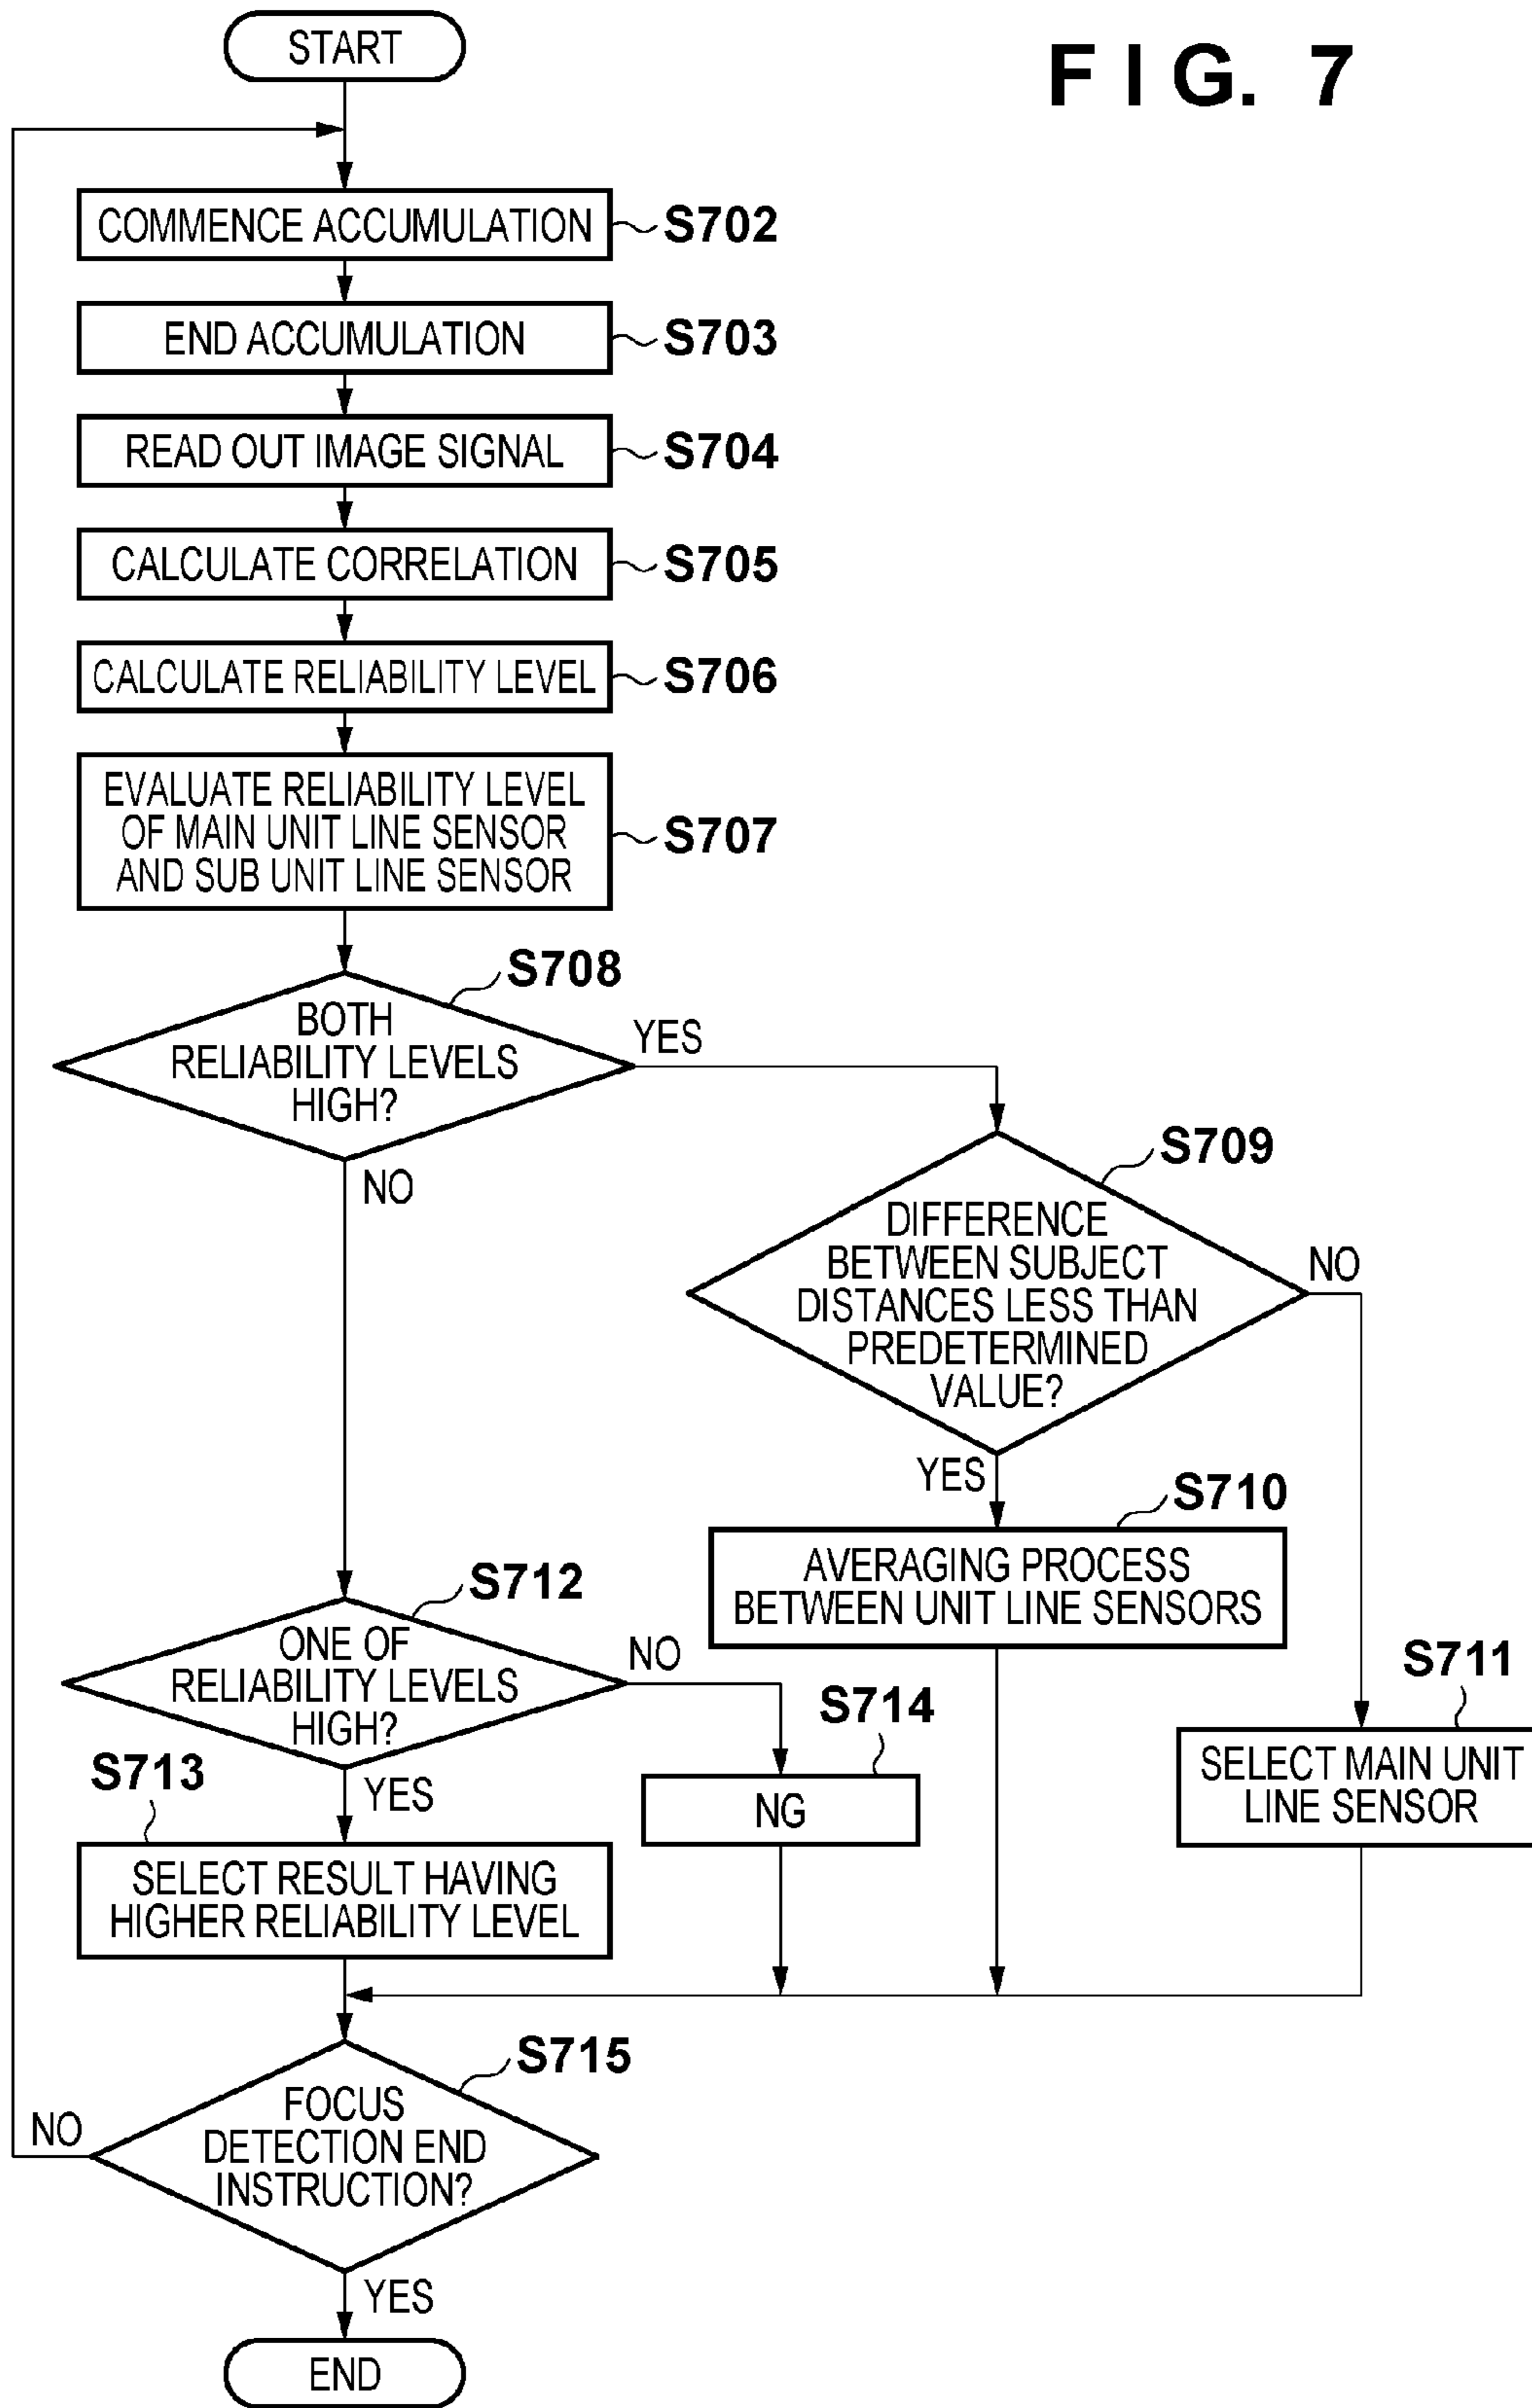 START
F I G. 7
COMMENCE ACCUMULATION
S702
END ACCUMULATION
S703
READ OUT IMAGE SIGNAL
S704
CALCULATE CORRELATION
S705
CALCULATE RELIABILITY LEVEL
S706
EVALUATE RELIABILITY LEVEL
OF MAIN UNIT LINE SENSOR
AND SUB UNIT LINE SENSOR
S707
S708
BOTH
RELIABILITY LEVELS
HIGH?
YES
NO
S709
DIFFERENCE
BETWEEN SUBJECT
DISTANCES LESS THAN
PREDETERMINED
VALUE?
NO
YES
S710
AVERAGING PROCESS
BETWEEN UNIT LINE SENSORS
S711
SELECT MAIN UNIT
LINE SENSOR
S712
ONE OF
RELIABILITY LEVELS
HIGH?
NO
YES
S714
NG
S713
SELECT RESULT HAVING
HIGHER RELIABILITY LEVEL
S715
FOCUS
DETECTION END
INSTRUCTION?
NO
YES
END